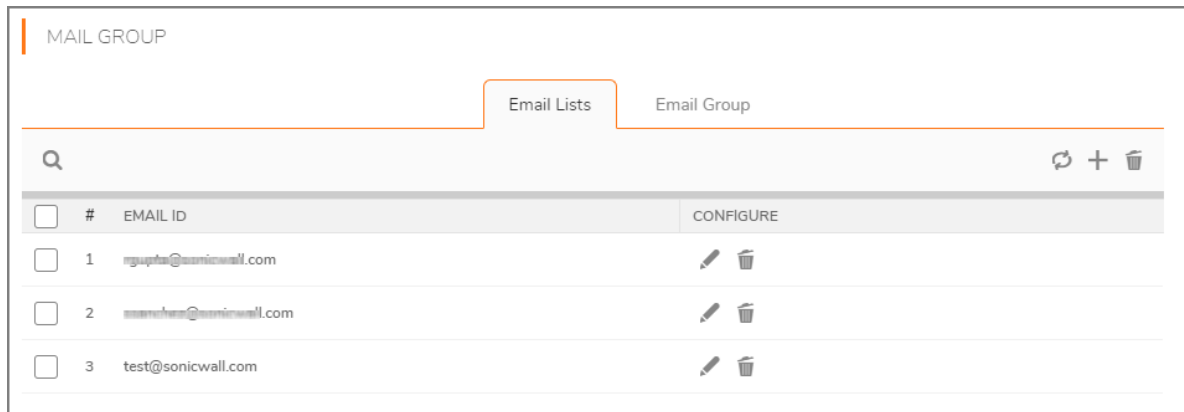 MAIL GROUP
Email Lists Email Group
# EMAIL ID CONFIGURE
1
2
3 test@sonicwall.com